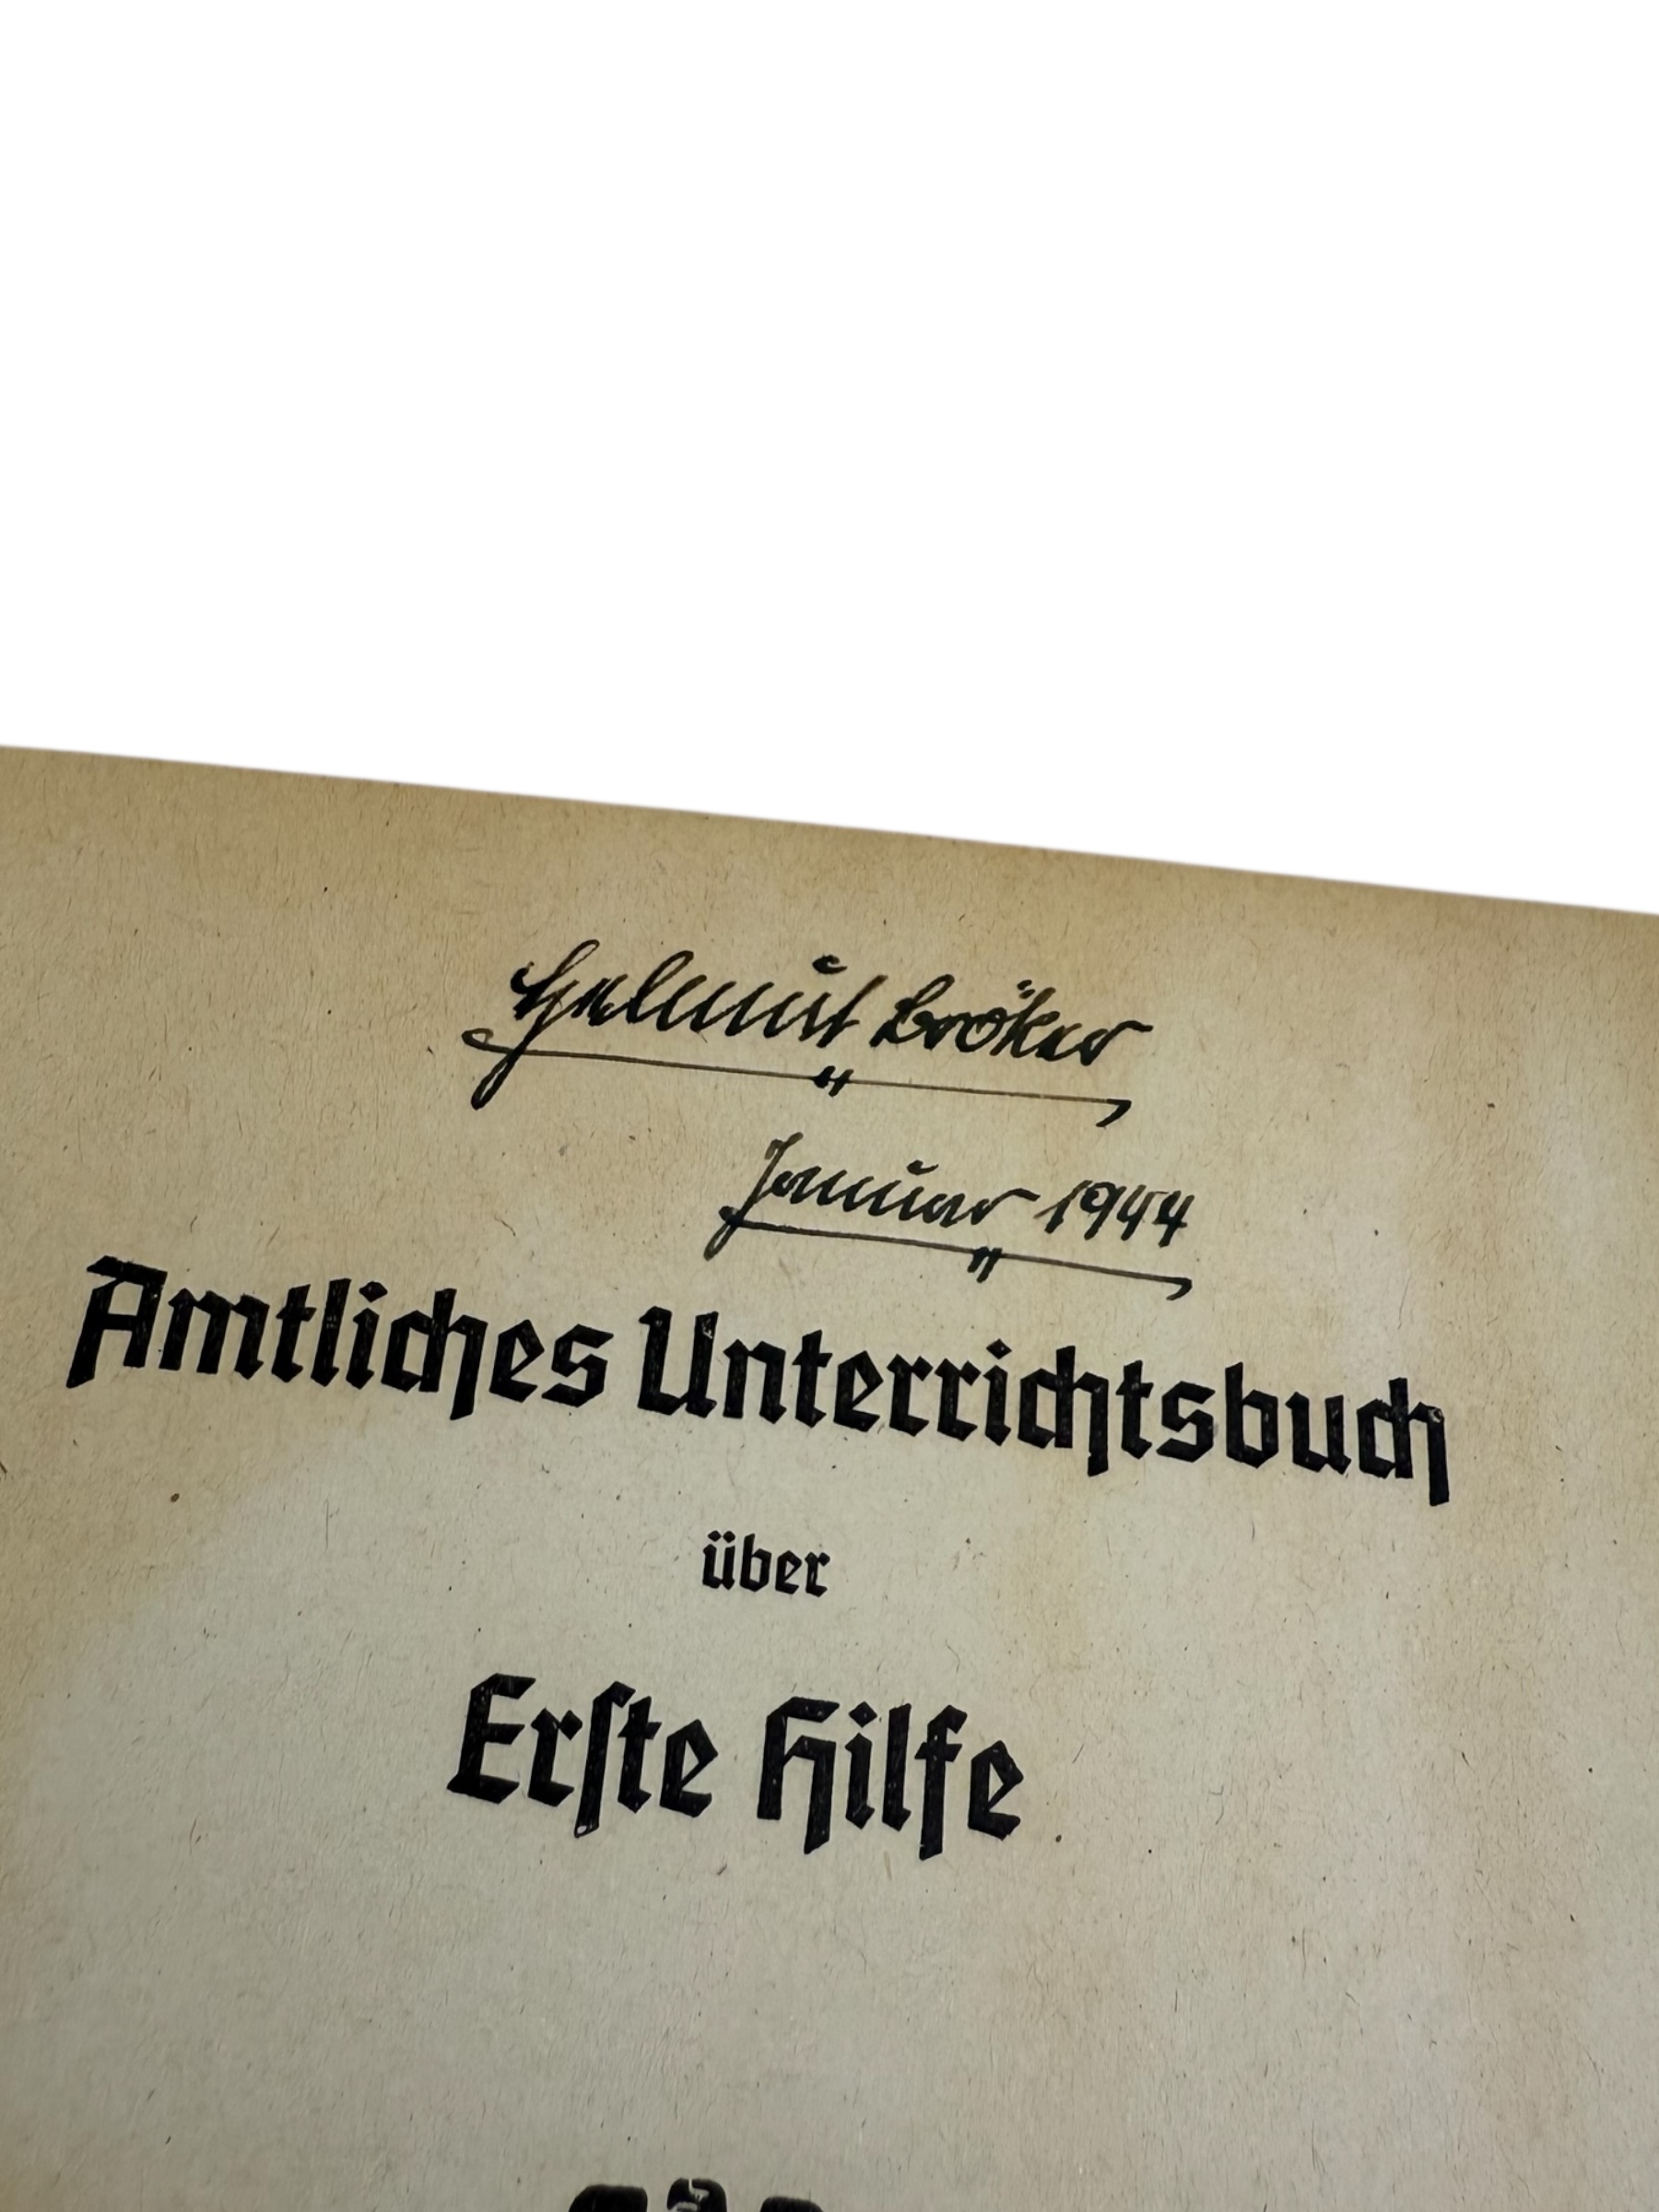 Helmut Bröker
Januar 1944
Amtliches Unterrichtsbuch
über
Erſte Hilfe